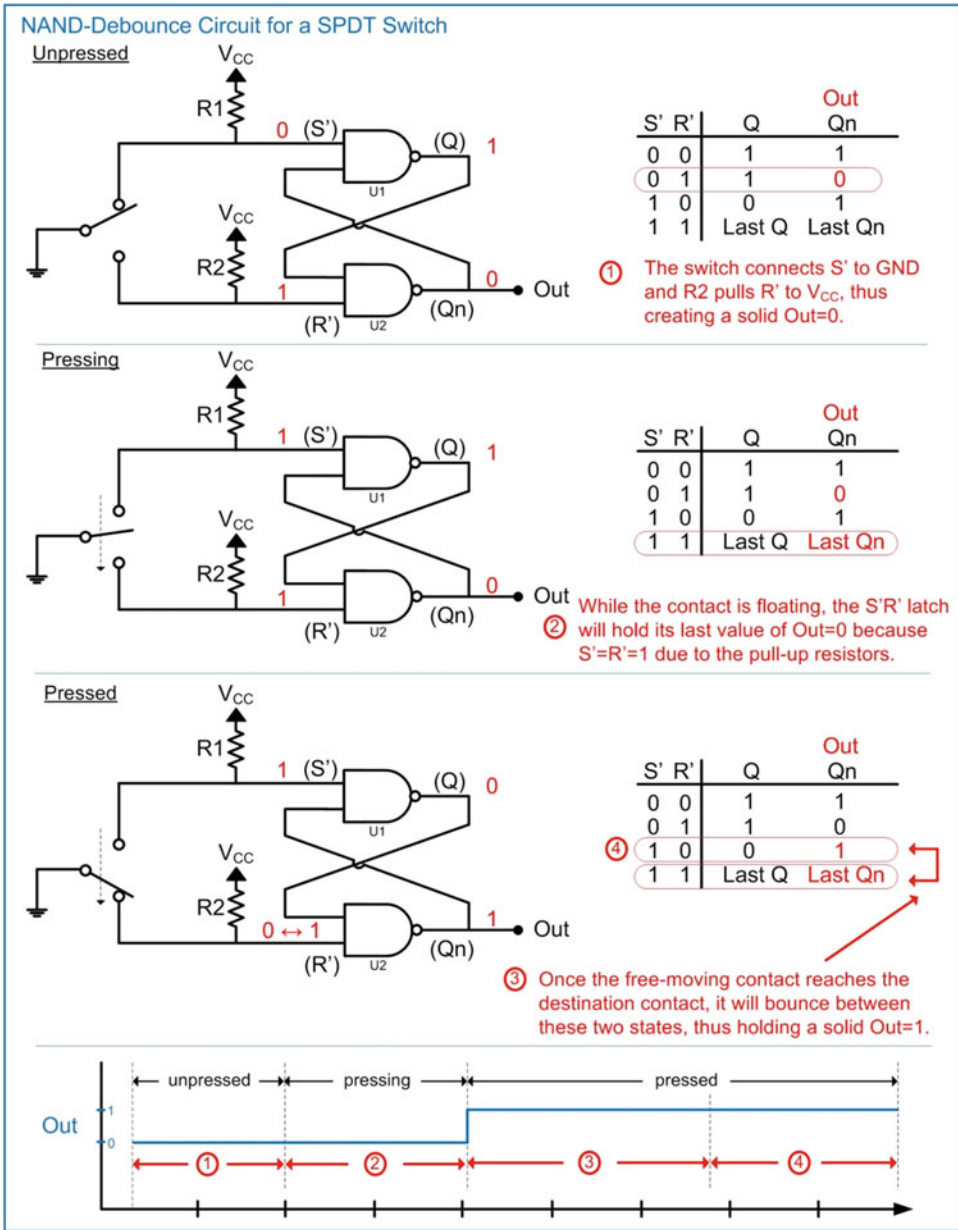 NAND-Debounce Circuit for a SPDT Switch
Unpressed
VCC
R1
0 (S') (Q) 1
U1
VCC
R2
1 0 Out
(R') U2 (Qn)
Out
S' R' Q Qn
0 0 1 1
0 1 1 0
1 0 0 1
1 1 Last Q Last Qn
1 The switch connects S' to GND
and R2 pulls R' to VCC, thus
creating a solid Out=0.
Pressing
VCC
R1
1 (S') (Q) 1
U1
VCC
R2
1 0 Out
(R') U2 (Qn)
Out
S' R' Q Qn
0 0 1 1
0 1 1 0
1 0 0 1
1 1 Last Q Last Qn
While the contact is floating, the S'R' latch
2 will hold its last value of Out=0 because
S'=R'=1 due to the pull-up resistors.
Pressed
VCC
R1
1 (S') (Q) 0
U1
VCC
R2
0 ↔ 1 1 Out
(R') U2 (Qn)
Out
S' R' Q Qn
0 0 1 1
0 1 1 0
4 1 0 0 1
1 1 Last Q Last Qn
3 Once the free-moving contact reaches the
destination contact, it will bounce between
these two states, thus holding a solid Out=1.
unpressed pressing pressed
Out
1
0
1 2 3 4